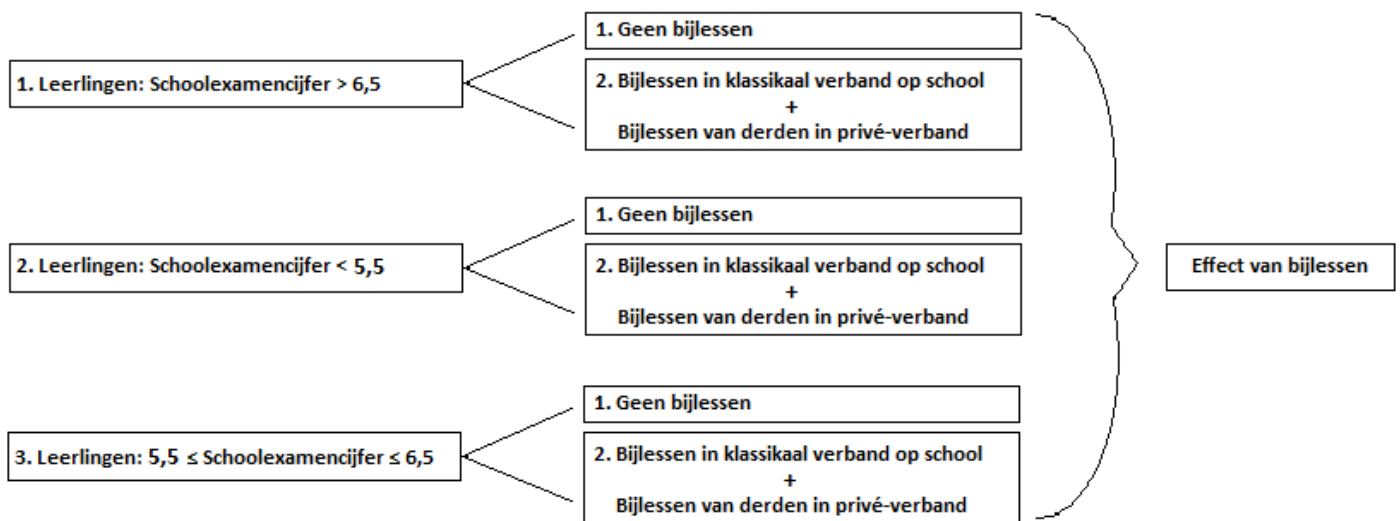 1. Leerlingen: Schoolexamencijfer > 6,5
1. Geen bijlessen
2. Bijlessen in klassikaal verband op school
+
Bijlessen van derden in privé-verband
2. Leerlingen: Schoolexamencijfer < 5,5
1. Geen bijlessen
2. Bijlessen in klassikaal verband op school
+
Bijlessen van derden in privé-verband
3. Leerlingen: 5,5 ≤ Schoolexamencijfer ≤ 6,5
1. Geen bijlessen
2. Bijlessen in klassikaal verband op school
+
Bijlessen van derden in privé-verband
Effect van bijlessen